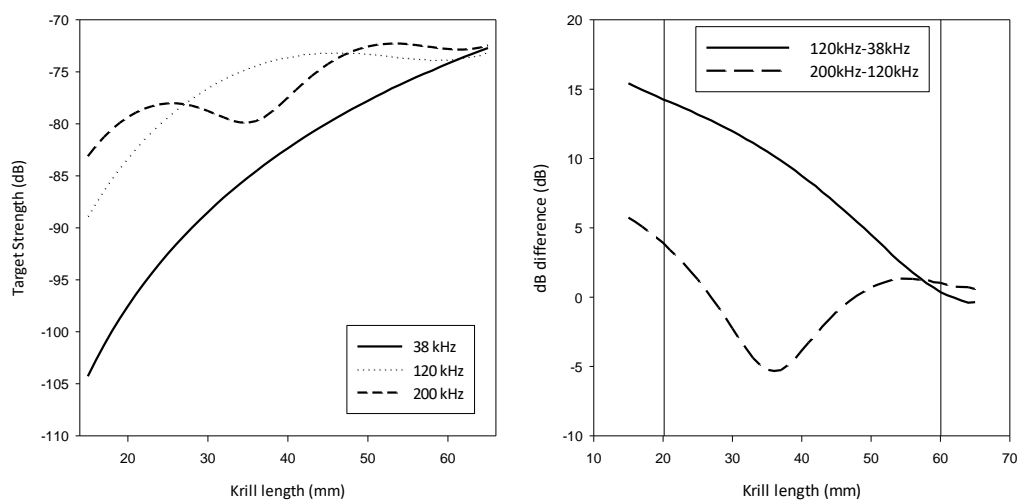 -70
-75
-80
-85
-90
-95
-100
-105
-110
Target Strength (dB)
38 kHz
120 kHz
200 kHz
20 30 40 50 60
Krill length (mm)
20
15
10
5
0
-5
-10
dB difference (dB)
120kHz-38kHz
200kHz-120kHz
10 20 30 40 50 60 70
Krill length (mm)